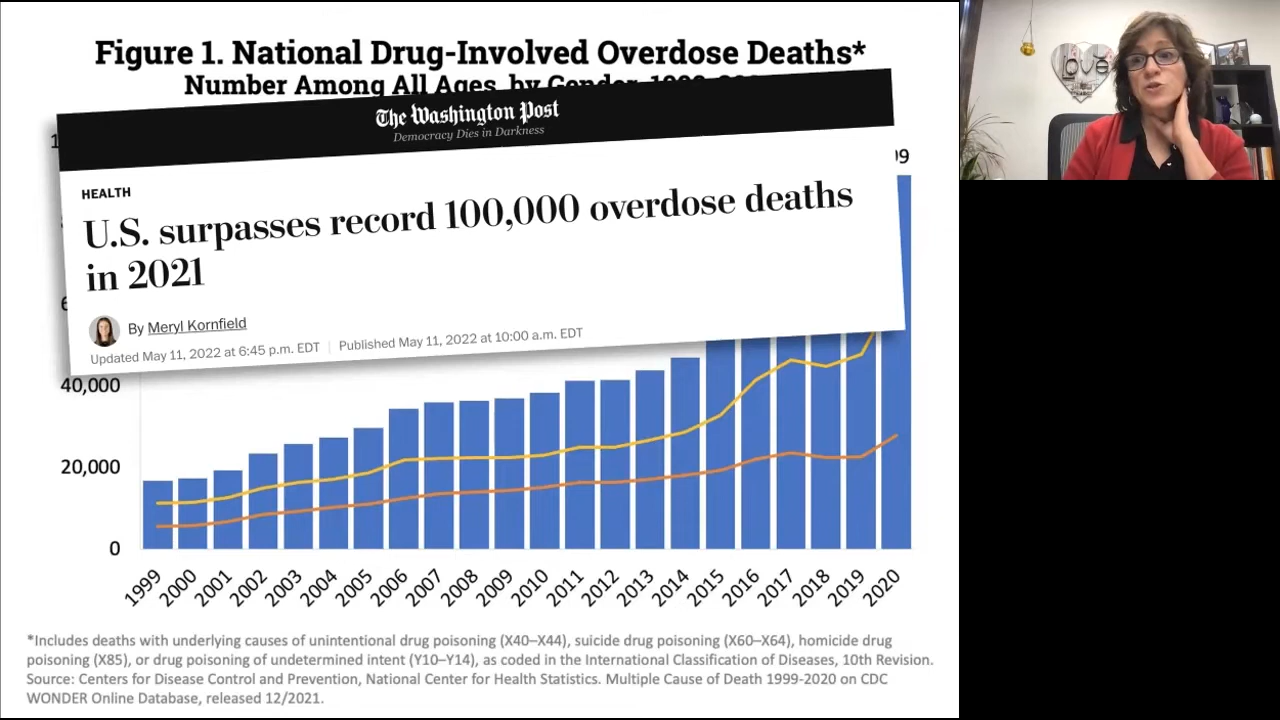 Figure 1. National Drug-Involved Overdose Deaths*
Number Among All Ages, by Gender,
The Washington Post
Democracy Dies in Darkness
HEALTH
U.S. surpasses record 100,000 overdose deaths
in 2021
By Meryl Kornfield
Updated May 11, 2022 at 6:45 p.m. EDT | Published May 11, 2022 at 10:00 a.m. EDT
40,000
20,000
0
1999 2000 2001 2002 2003 2004 2005 2006 2007 2008 2009 2010 2011 2012 2013 2014 2015 2016 2017 2018 2019 2020
*Includes deaths with underlying causes of unintentional drug poisoning (X40–X44), suicide drug poisoning (X60–X64), homicide drug
poisoning (X85), or drug poisoning of undetermined intent (Y10–Y14), as coded in the International Classification of Diseases, 10th Revision.
Source: Centers for Disease Control and Prevention, National Center for Health Statistics. Multiple Cause of Death 1999-2020 on CDC
WONDER Online Database, released 12/2021.
Love